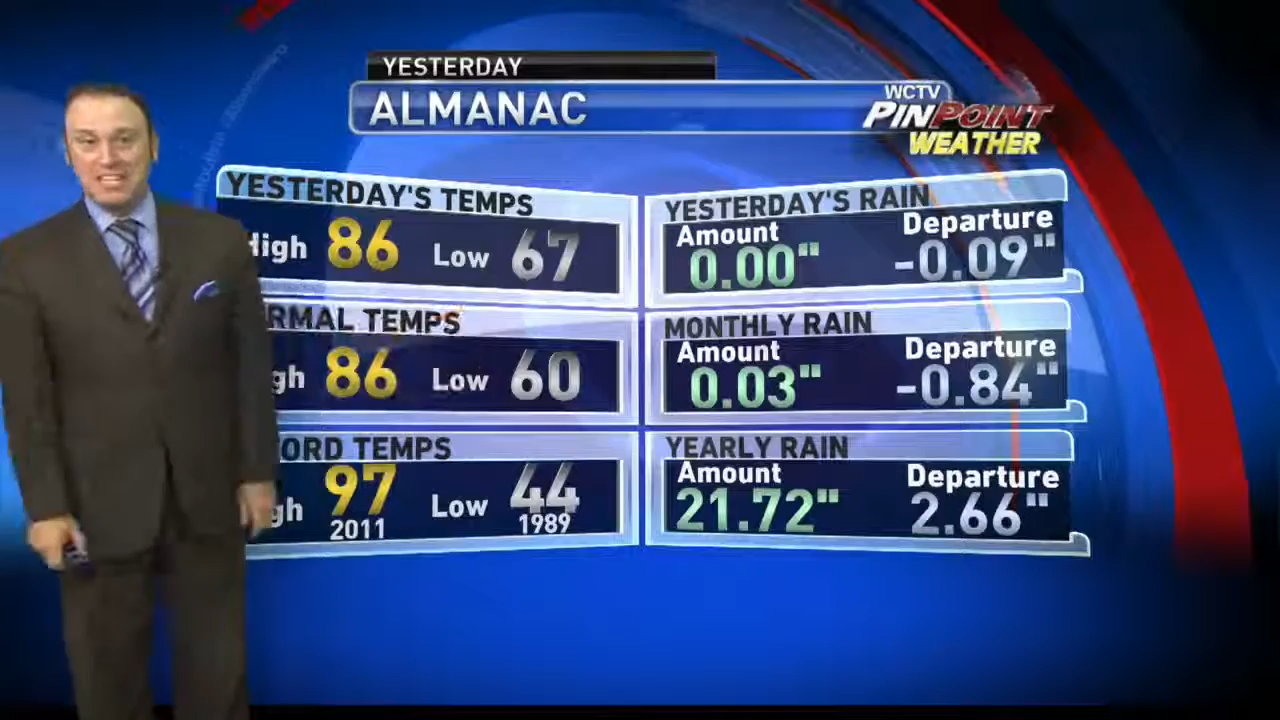 YESTERDAY
ALMANAC
WCTV
PINPOINT
WEATHER
YESTERDAY'S TEMPS
High 86 Low 67
RMAL TEMPS
gh 86 Low 60
ORD TEMPS
gh 97 Low 44
2011 1989
YESTERDAY'S RAIN
Amount Departure
0.00" -0.09"
MONTHLY RAIN
Amount Departure
0.03" -0.84"
YEARLY RAIN
Amount Departure
21.72" 2.66"